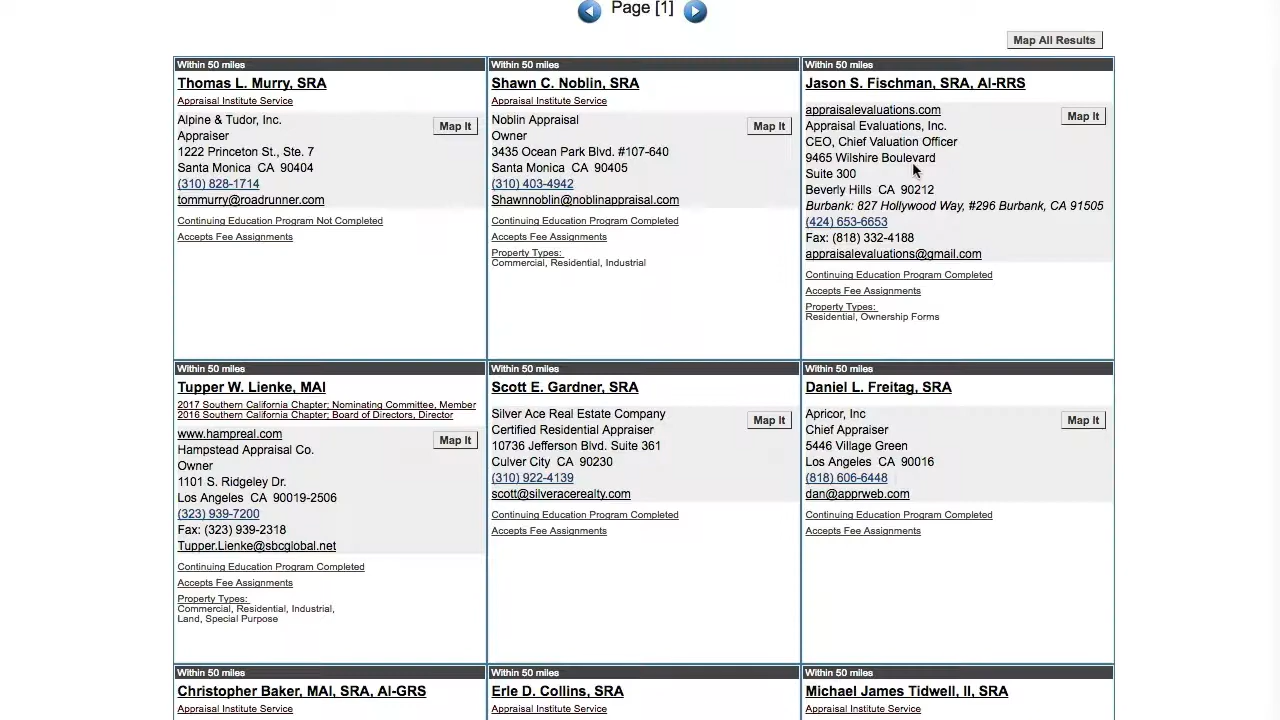 Page [1]
Map All Results
Within 50 miles
Thomas L. Murry, SRA
Appraisal Institute Service
Alpine & Tudor, Inc.
Map It
Appraiser
1222 Princeton St., Ste. 7
Santa Monica CA 90404
(310) 828-1714
tommurry@roadrunner.com
Continuing Education Program Not Completed
Accepts Fee Assignments
Within 50 miles
Shawn C. Noblin, SRA
Appraisal Institute Service
Noblin Appraisal
Map It
Owner
3435 Ocean Park Blvd. #107-640
Santa Monica CA 90405
(310) 403-4942
Shawnnoblin@noblinappraisal.com
Continuing Education Program Completed
Accepts Fee Assignments
Property Types:
Commercial, Residential, Industrial
Within 50 miles
Jason S. Fischman, SRA, AI-RRS
appraisalevaluations.com
Map It
Appraisal Evaluations, Inc.
CEO, Chief Valuation Officer
9465 Wilshire Boulevard
Suite 300
Beverly Hills CA 90212
Burbank: 827 Hollywood Way, #296 Burbank, CA 91505
(424) 653-6653
Fax: (818) 332-4188
appraisalevaluations@gmail.com
Continuing Education Program Completed
Accepts Fee Assignments
Property Types:
Residential, Ownership Forms
Within 50 miles
Tupper W. Lienke, MAI
2017 Southern California Chapter; Nominating Committee, Member
2016 Southern California Chapter; Board of Directors, Director
www.hampreal.com
Map It
Hampstead Appraisal Co.
Owner
1101 S. Ridgeley Dr.
Los Angeles CA 90019-2506
(323) 939-7200
Fax: (323) 939-2318
Tupper.Lienke@sbcglobal.net
Continuing Education Program Completed
Accepts Fee Assignments
Property Types:
Commercial, Residential, Industrial,
Land, Special Purpose
Within 50 miles
Scott E. Gardner, SRA
Silver Ace Real Estate Company
Map It
Certified Residential Appraiser
10736 Jefferson Blvd. Suite 361
Culver City CA 90230
(310) 922-4139
scott@silveracerealty.com
Continuing Education Program Completed
Accepts Fee Assignments
Within 50 miles
Daniel L. Freitag, SRA
Apricor, Inc
Map It
Chief Appraiser
5446 Village Green
Los Angeles CA 90016
(818) 606-6448
dan@apprweb.com
Continuing Education Program Completed
Accepts Fee Assignments
Within 50 miles
Christopher Baker, MAI, SRA, AI-GRS
Appraisal Institute Service
Within 50 miles
Erle D. Collins, SRA
Appraisal Institute Service
Within 50 miles
Michael James Tidwell, II, SRA
Appraisal Institute Service